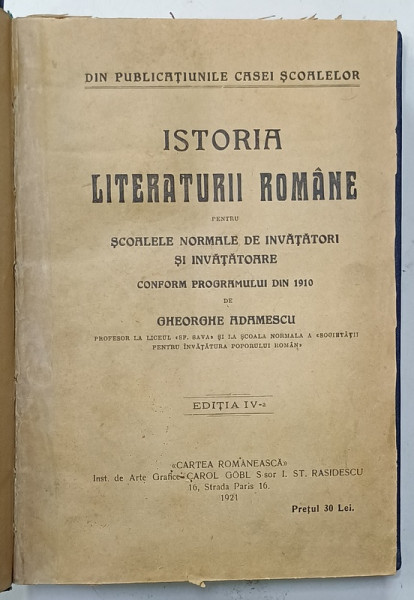 DIN PUBLICAȚIUNILE CASEI ȘCOALELOR
ISTORIA
LITERATURII ROMÂNE
PENTRU
ȘCOALELE NORMALE DE INVĂȚĂTORI
ȘI INVĂȚĂTOARE
CONFORM PROGRAMULUI DIN 1910
DE
GHEORGHE ADAMESCU
PROFESOR LA LICEUL «SF. SAVA» ȘI LA ȘCOALA NORMALA A «SOCIETĂȚII
PENTRU ÎNVĂȚĂTURA POPORULUI ROMÂN»
EDIȚIA IV-a
«CARTEA ROMÂNEASCĂ»
Inst. de Arte Grafice CAROL GÖBL S-sor I. ST. RASIDESCU
16, Strada Paris 16.
1921
Prețul 30 Lei.